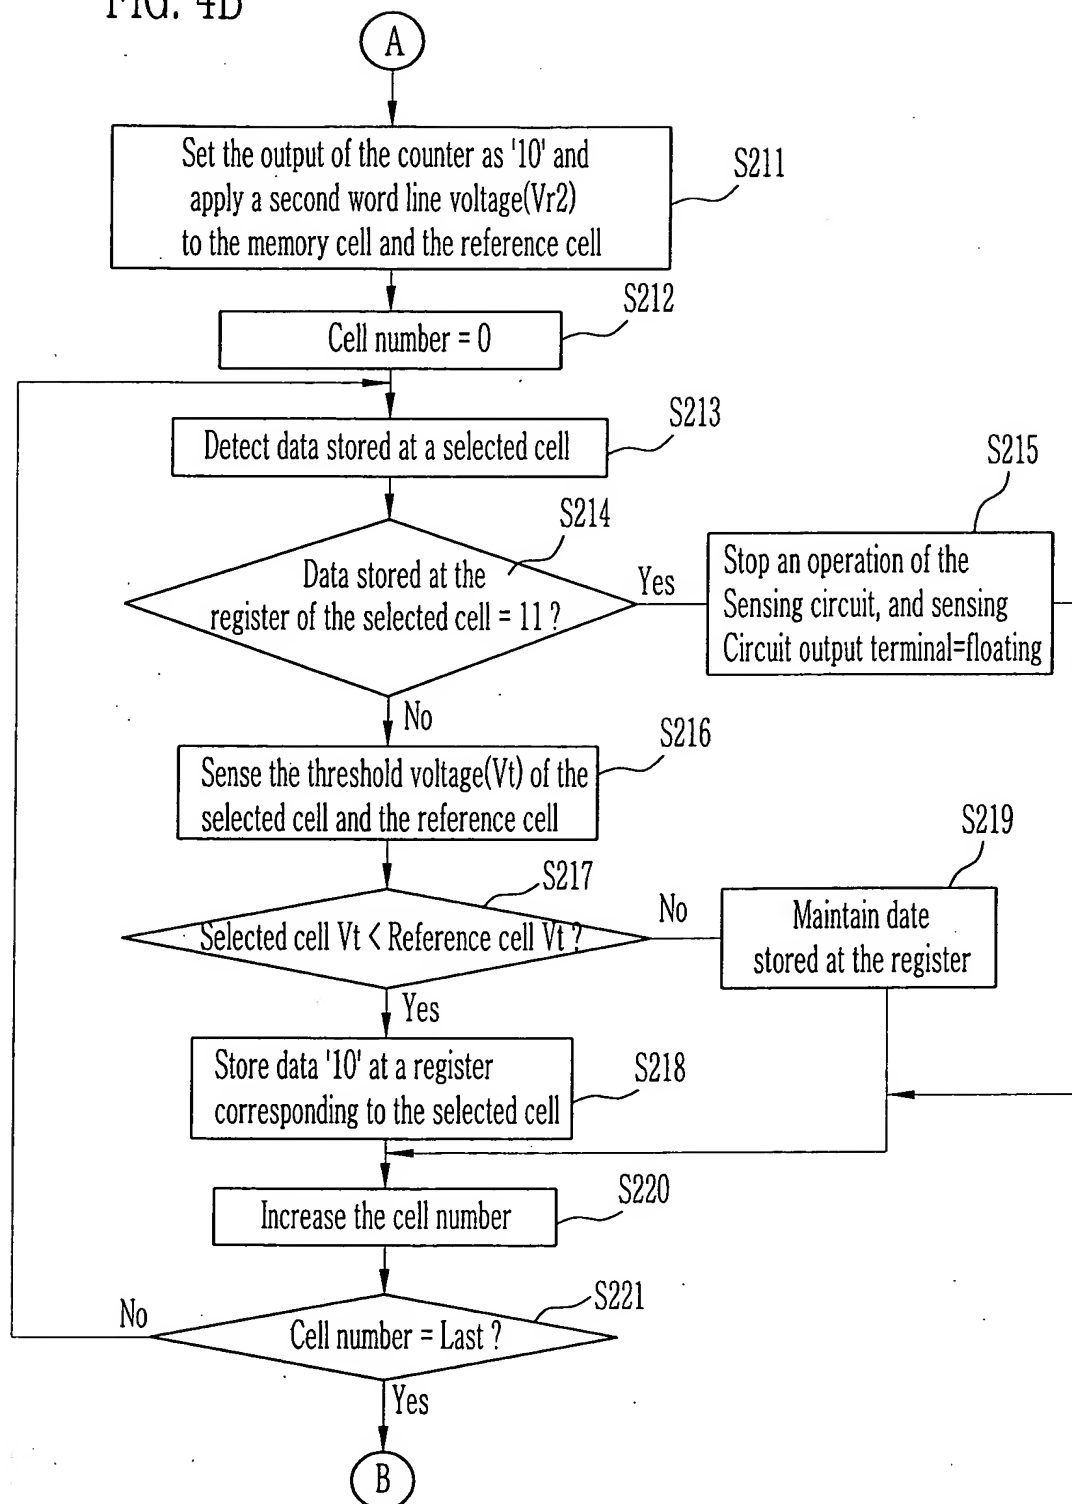 FIG. 4B
A
Set the output of the counter as '10' and
apply a second word line voltage(Vr2)
to the memory cell and the reference cell
S211
Cell number = 0
S212
Detect data stored at a selected cell
S213
Data stored at the
register of the selected cell = 11 ?
S214
Yes
Stop an operation of the
Sensing circuit, and sensing
Circuit output terminal=floating
S215
No
Sense the threshold voltage(Vt) of the
selected cell and the reference cell
S216
Selected cell Vt < Reference cell Vt ?
S217
No
Maintain date
stored at the register
S219
Yes
Store data '10' at a register
corresponding to the selected cell
S218
Increase the cell number
S220
Cell number = Last ?
S221
No
Yes
B